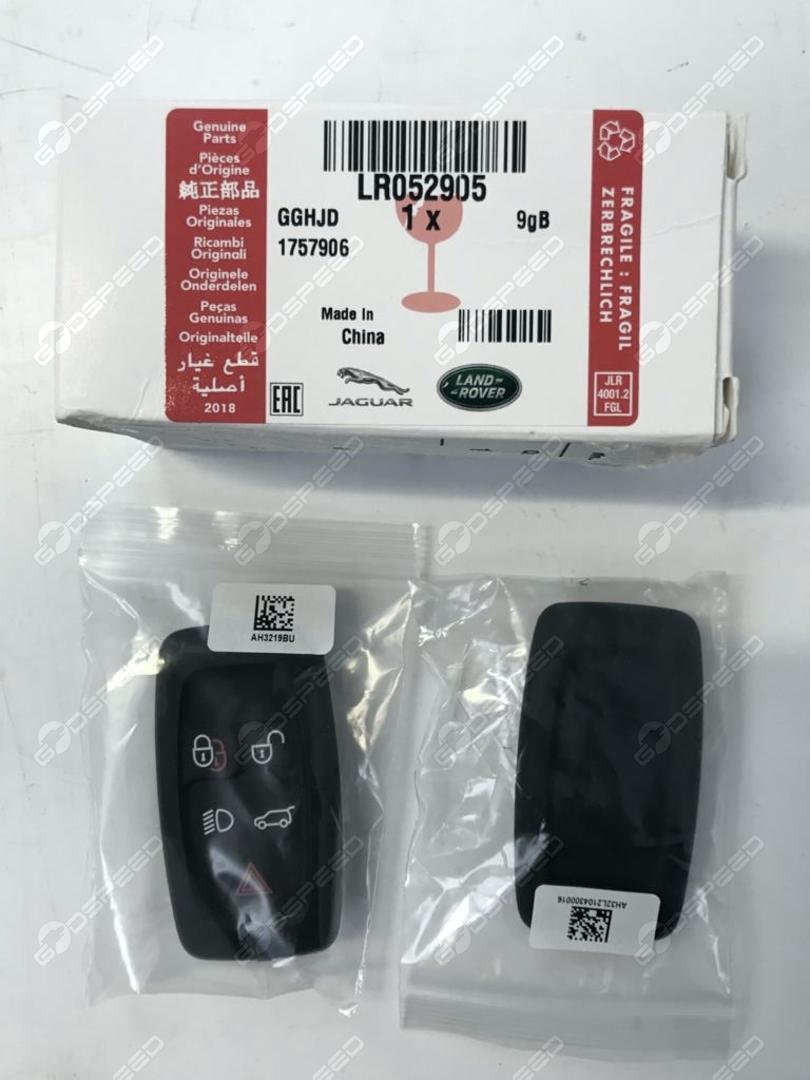 Genuine
Parts
Pièces
d'Origine
純正部品
Piezas
Originales
Ricambi
Originali
Originele
Onderdelen
Peças
Genuinas
Originalteile
قطع غيار
أصلية
2018
LR052905
GGHJD
1 x
9gB
1757906
Made In
China
EAC
JAGUAR
LAND-
-ROVER
FRAGILE : FRAGIL
ZERBRECHLICH
JLR
4001.2
FGL
AH3219BU
AH32L2104300016
GODSPEED